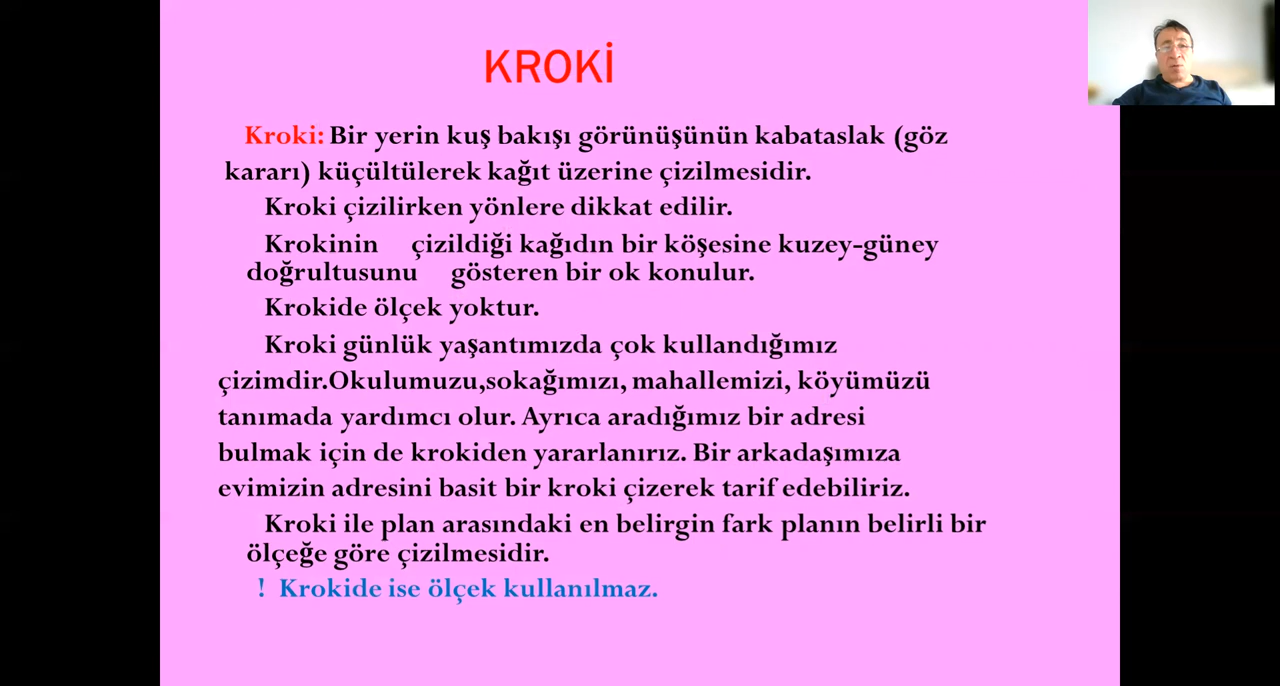 KROKİ
Kroki: Bir yerin kuş bakışı görünüşünün kabataslak (göz
kararı) küçültülerek kağıt üzerine çizilmesidir.
Kroki çizilirken yönlere dikkat edilir.
Krokinin çizildiği kağıdın bir köşesine kuzey-güney
doğrultusunu gösteren bir ok konulur.
Krokide ölçek yoktur.
Kroki günlük yaşantımızda çok kullandığımız
çizimdir.Okulumuzu,sokağımızı, mahallemizi, köyümüzü
tanımada yardımcı olur. Ayrıca aradığımız bir adresi
bulmak için de krokiden yararlanırız. Bir arkadaşımıza
evimizin adresini basit bir kroki çizerek tarif edebiliriz.
Kroki ile plan arasındaki en belirgin fark planın belirli bir
ölçeğe göre çizilmesidir.
! Krokide ise ölçek kullanılmaz.